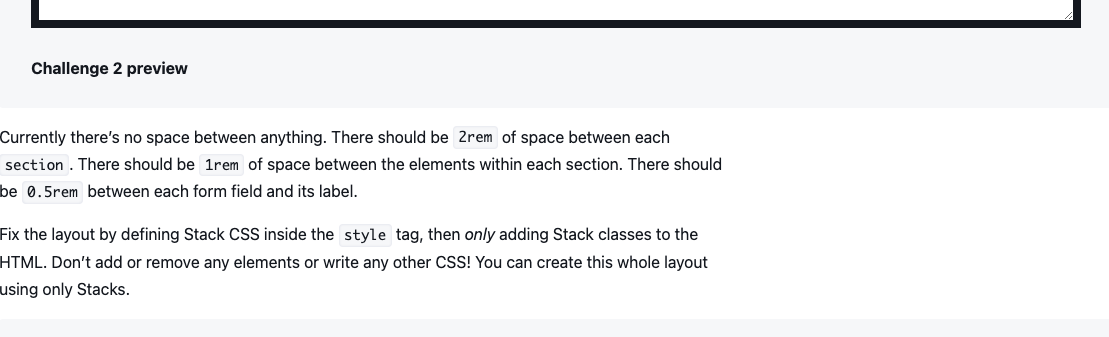 Challenge 2 preview
Currently there’s no space between anything. There should be 2rem of space between each
section. There should be 1rem of space between the elements within each section. There should
be 0.5rem between each form field and its label.
Fix the layout by defining Stack CSS inside the style tag, then only adding Stack classes to the
HTML. Don’t add or remove any elements or write any other CSS! You can create this whole layout
using only Stacks.